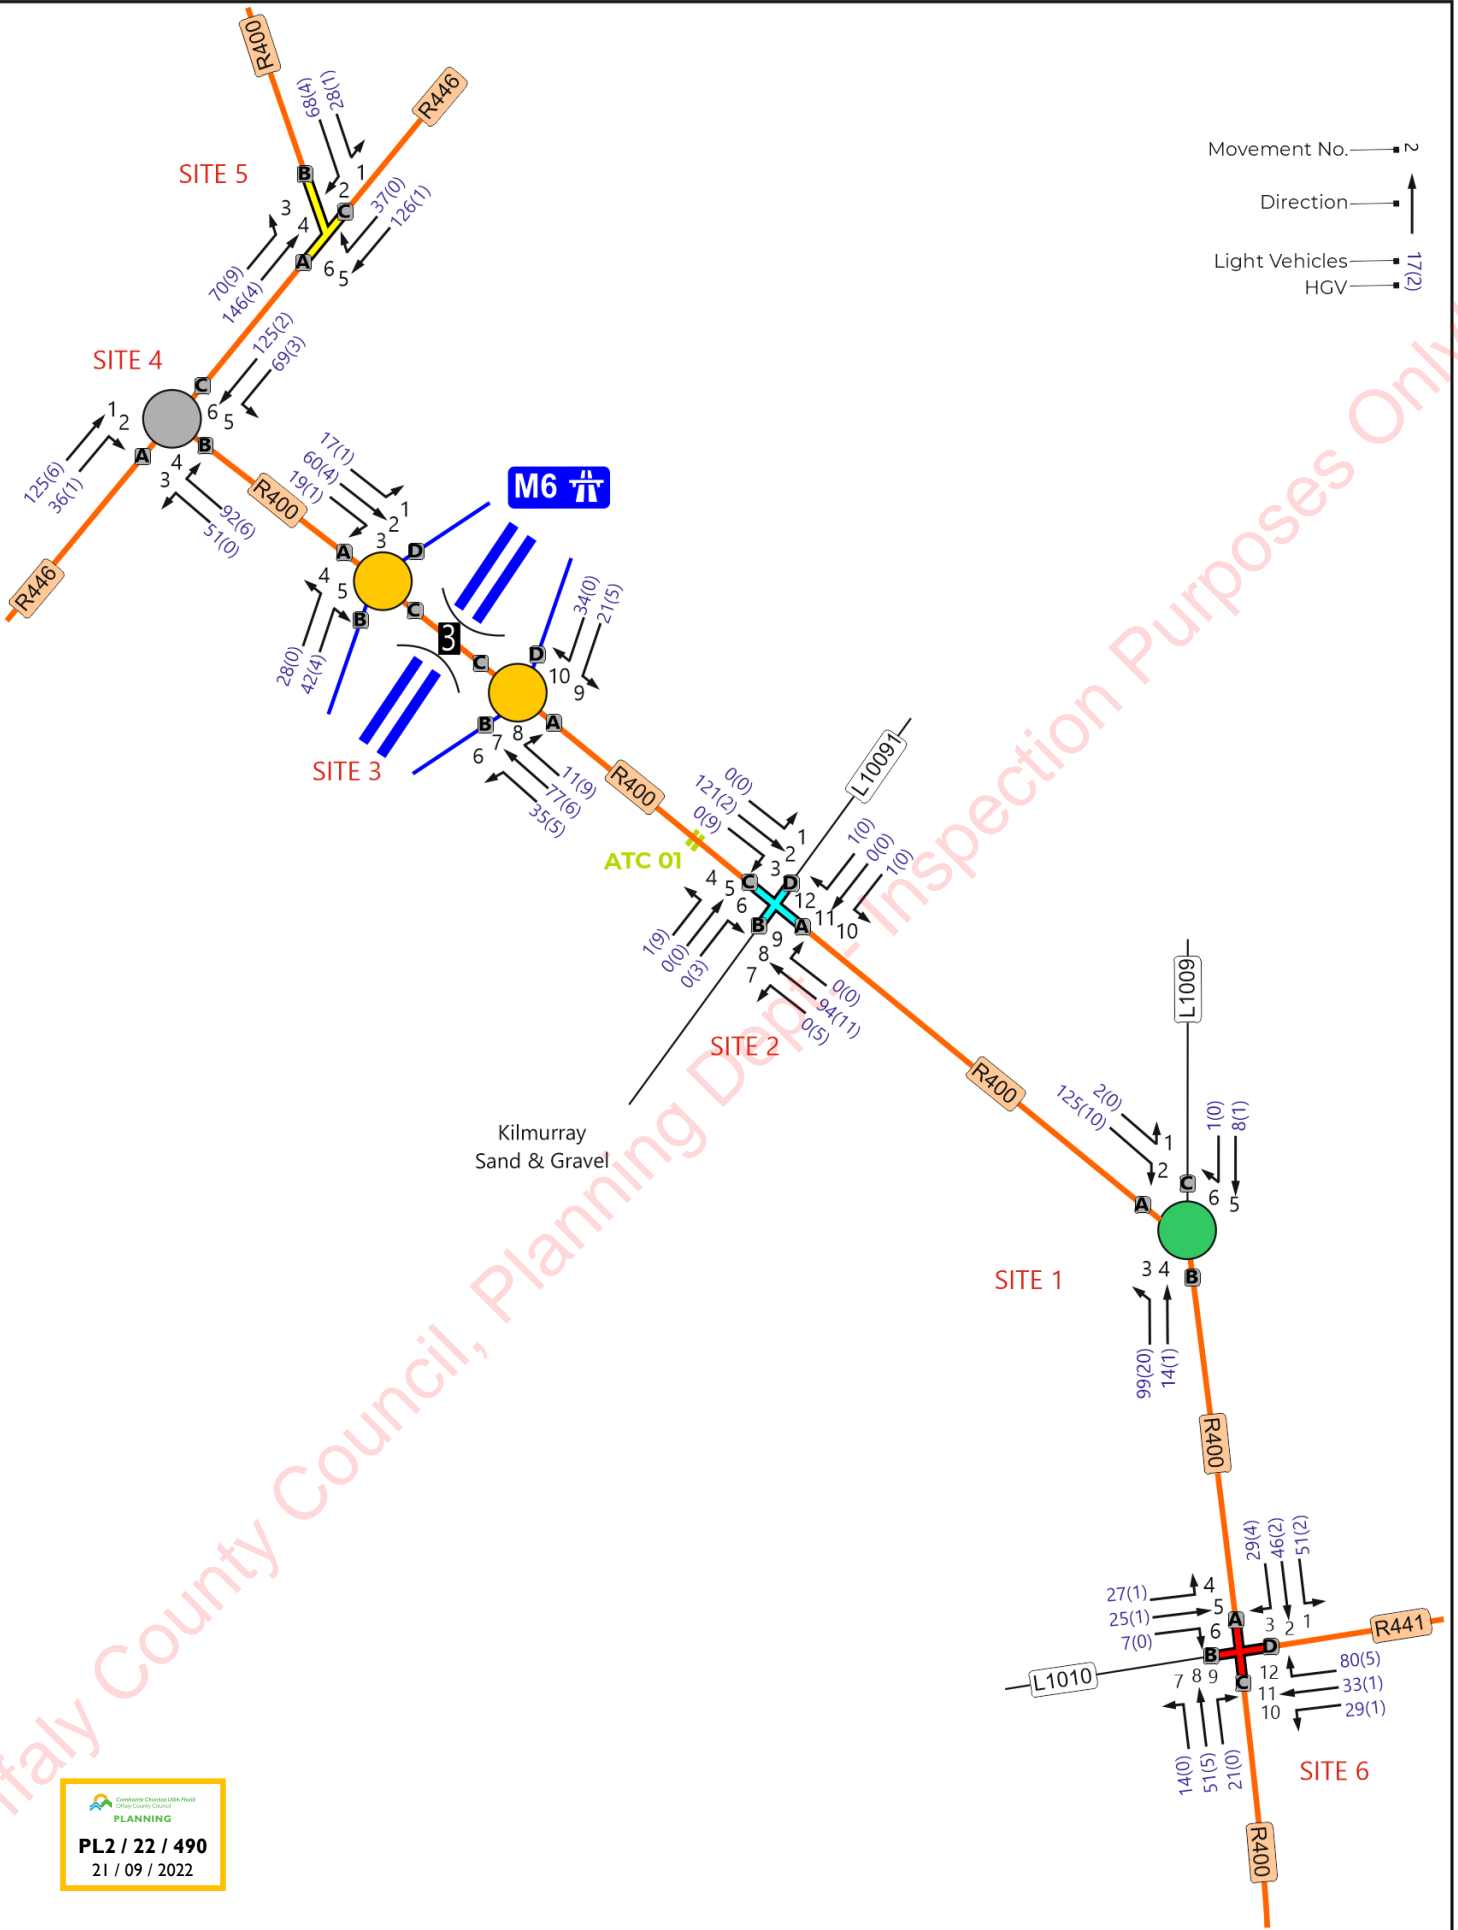 R400
R446
68(4)
28(1)
SITE 5
B
1
2
C
3
4
37(0)
126(1)
A
6
5
70(9)
146(4)
Movement No.
2
Direction
Light Vehicles
HGV
17(2)
125(2)
69(3)
SITE 4
C
1
2
6
5
A
B
4
3
125(6)
36(1)
92(6)
51(0)
R446
R400
17(1)
60(4)
19(1)
M6
1
2
3
A
D
4
5
B
C
28(0)
42(4)
3
34(0)
21(5)
C
D
10
9
B
A
8
7
6
SITE 3
11(9)
77(6)
35(5)
R400
ATC 01
L10091
0(0)
121(2)
0(9)
1
2
3
1(0)
0(0)
1(0)
4
5
6
C
D
12
11
10
B
A
9
8
7
1(9)
0(0)
0(3)
0(0)
94(11)
0(5)
SITE 2
Kilmurray
Sand & Gravel
R400
L1009
2(0)
125(10)
1
2
1(0)
8(1)
C
6
5
A
3
4
B
SITE 1
99(20)
14(1)
R400
29(4)
46(2)
51(2)
27(1)
25(1)
7(0)
4
5
6
A
3
2
1
R441
B
D
L1010
7
8
9
C
12
11
10
80(5)
33(1)
29(1)
14(0)
51(5)
21(0)
SITE 6
R400
Comhairle Chontae Uíbh Fhailí
Offaly County Council
PLANNING
PL2 / 22 / 490
21 / 09 / 2022
ffaly County Council, Planning Dept - Inspection Purposes Only